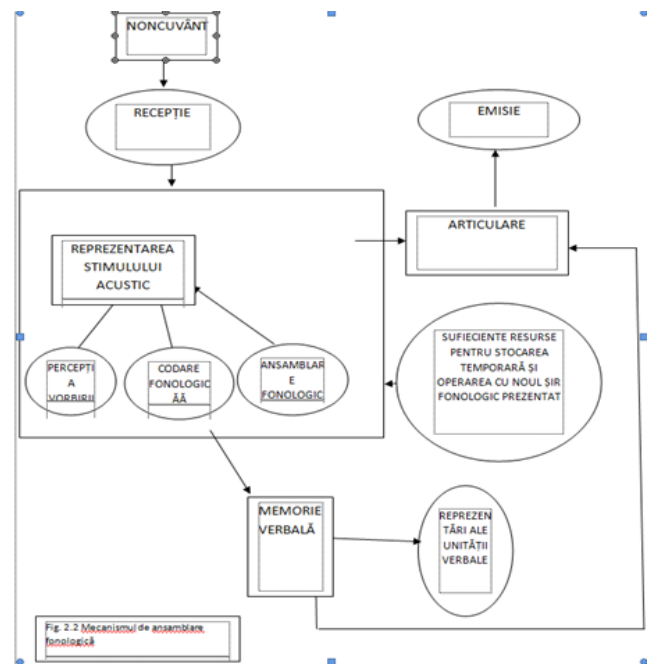 NONCUVÂNT
RECEPȚIE
EMISIE
ARTICULARE
REPREZENTAREA
STIMULULUI
ACUSTIC
PERCEPȚI
A
VORBIRII
CODARE
FONOLOGIC
ĂĂ
ANSAMBLAR
E
FONOLOGIC
SUFIECIENTE RESURSE
PENTRU STOCAREA
TEMPORARĂ ȘI
OPERAREA CU NOUL ȘIR
FONOLOGIC PREZENTAT
MEMORIE
VERBALĂ
REPREZEN
TĂRI ALE
UNITĂȚII
VERBALE
Fig. 2.2 Mecanismul de ansamblare
fonologică